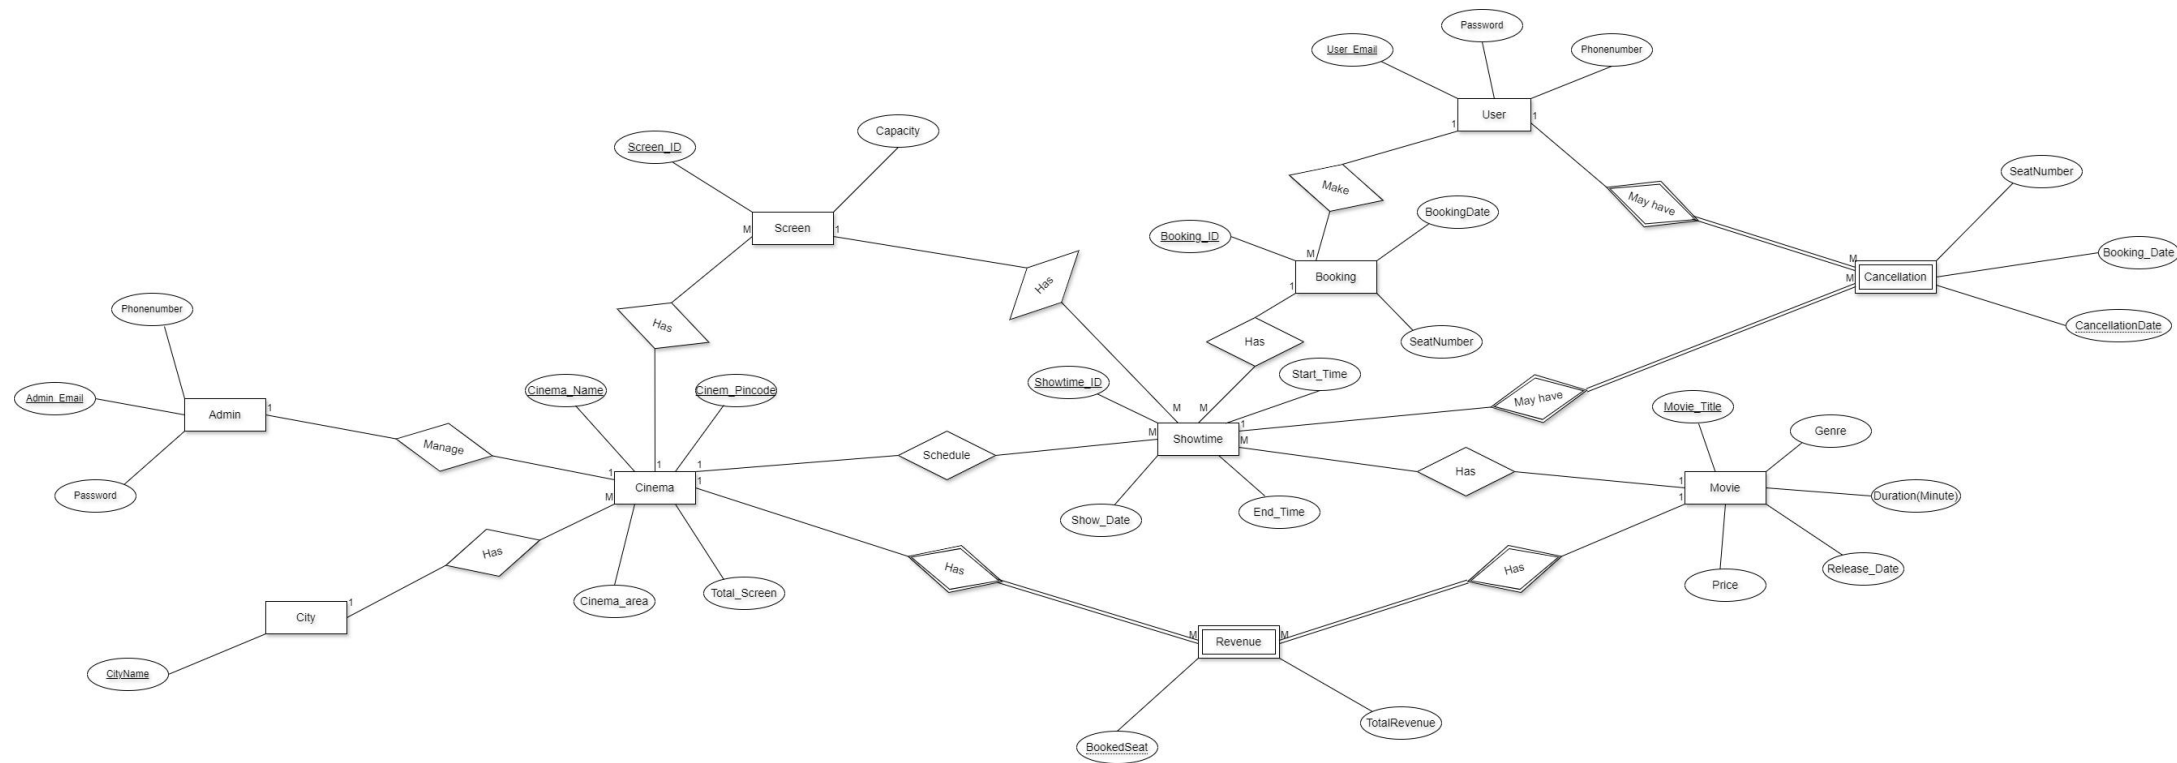 Password
User_Email
Phonenumber
User
1
1
Capacity
Screen_ID
SeatNumber
Make
May have
BookingDate
Screen
M
1
Booking_ID
Booking_Date
M
M
Booking
1
M
Cancellation
Has
Phonenumber
Has
CancellationDate
Has
SeatNumber
Start_Time
Showtime_ID
Cinema_Name
Cinem_Pincode
Admin_Email
Admin
1
May have
M
M
Movie_Title
Genre
1
M
Showtime
M
Manage
Schedule
1
1
1
1
1
Has
1
1
Cinema
M
Movie
Duration(Minute)
Password
Show_Date
End_Time
Has
Has
Has
Release_Date
Price
Cinema_area
Total_Screen
1
City
M
Revenue
M
CityName
TotalRevenue
BookedSeat